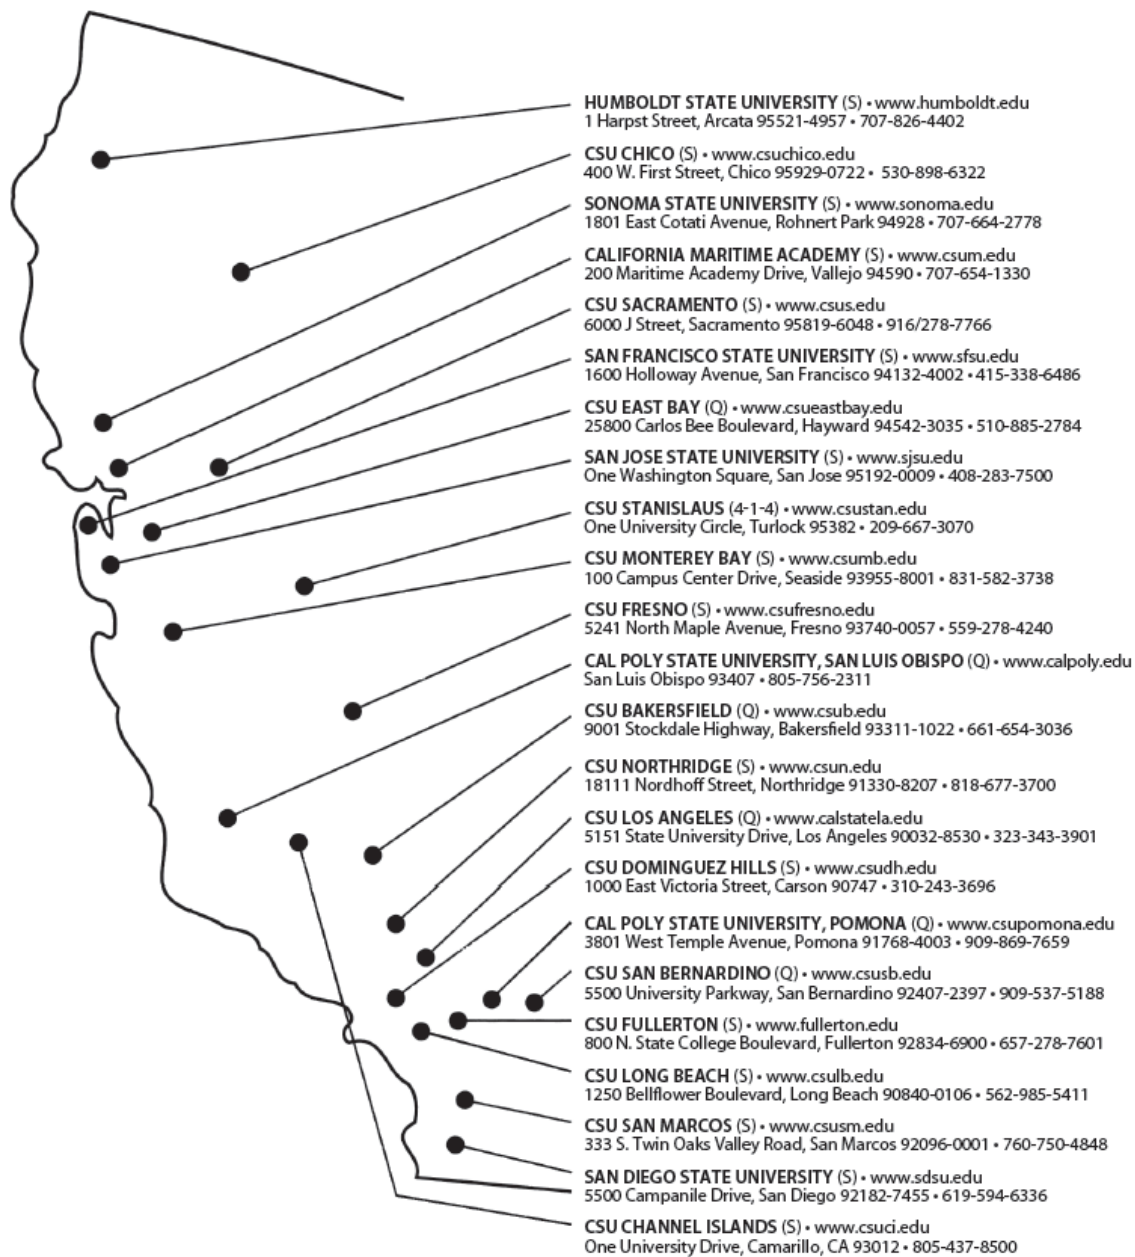 HUMBOLDT STATE UNIVERSITY (S) • www.humboldt.edu
1 Harpst Street, Arcata 95521-4957 • 707-826-4402
CSU CHICO (S) • www.csuchico.edu
400 W. First Street, Chico 95929-0722 • 530-898-6322
SONOMA STATE UNIVERSITY (S) • www.sonoma.edu
1801 East Cotati Avenue, Rohnert Park 94928 • 707-664-2778
CALIFORNIA MARITIME ACADEMY (S) • www.csum.edu
200 Maritime Academy Drive, Vallejo 94590 • 707-654-1330
CSU SACRAMENTO (S) • www.csus.edu
6000 J Street, Sacramento 95819-6048 • 916/278-7766
SAN FRANCISCO STATE UNIVERSITY (S) • www.sfsu.edu
1600 Holloway Avenue, San Francisco 94132-4002 • 415-338-6486
CSU EAST BAY (Q) • www.csueastbay.edu
25800 Carlos Bee Boulevard, Hayward 94542-3035 • 510-885-2784
SAN JOSE STATE UNIVERSITY (S) • www.sjsu.edu
One Washington Square, San Jose 95192-0009 • 408-283-7500
CSU STANISLAUS (4-1-4) • www.csustan.edu
One University Circle, Turlock 95382 • 209-667-3070
CSU MONTEREY BAY (S) • www.csumb.edu
100 Campus Center Drive, Seaside 93955-8001 • 831-582-3738
CSU FRESNO (S) • www.csufresno.edu
5241 North Maple Avenue, Fresno 93740-0057 • 559-278-4240
CAL POLY STATE UNIVERSITY, SAN LUIS OBISPO (Q) • www.calpoly.edu
San Luis Obispo 93407 • 805-756-2311
CSU BAKERSFIELD (Q) • www.csub.edu
9001 Stockdale Highway, Bakersfield 93311-1022 • 661-654-3036
CSU NORTHRIDGE (S) • www.csun.edu
18111 Nordhoff Street, Northridge 91330-8207 • 818-677-3700
CSU LOS ANGELES (Q) • www.calstatela.edu
5151 State University Drive, Los Angeles 90032-8530 • 323-343-3901
CSU DOMINGUEZ HILLS (S) • www.csudh.edu
1000 East Victoria Street, Carson 90747 • 310-243-3696
CAL POLY STATE UNIVERSITY, POMONA (Q) • www.csupomona.edu
3801 West Temple Avenue, Pomona 91768-4003 • 909-869-7659
CSU SAN BERNARDINO (Q) • www.csusb.edu
5500 University Parkway, San Bernardino 92407-2397 • 909-537-5188
CSU FULLERTON (S) • www.fullerton.edu
800 N. State College Boulevard, Fullerton 92834-6900 • 657-278-7601
CSU LONG BEACH (S) • www.csulb.edu
1250 Bellflower Boulevard, Long Beach 90840-0106 • 562-985-5411
CSU SAN MARCOS (S) • www.csusm.edu
333 S. Twin Oaks Valley Road, San Marcos 92096-0001 • 760-750-4848
SAN DIEGO STATE UNIVERSITY (S) • www.sdsu.edu
5500 Campanile Drive, San Diego 92182-7455 • 619-594-6336
CSU CHANNEL ISLANDS (S) • www.csuci.edu
One University Drive, Camarillo, CA 93012 • 805-437-8500